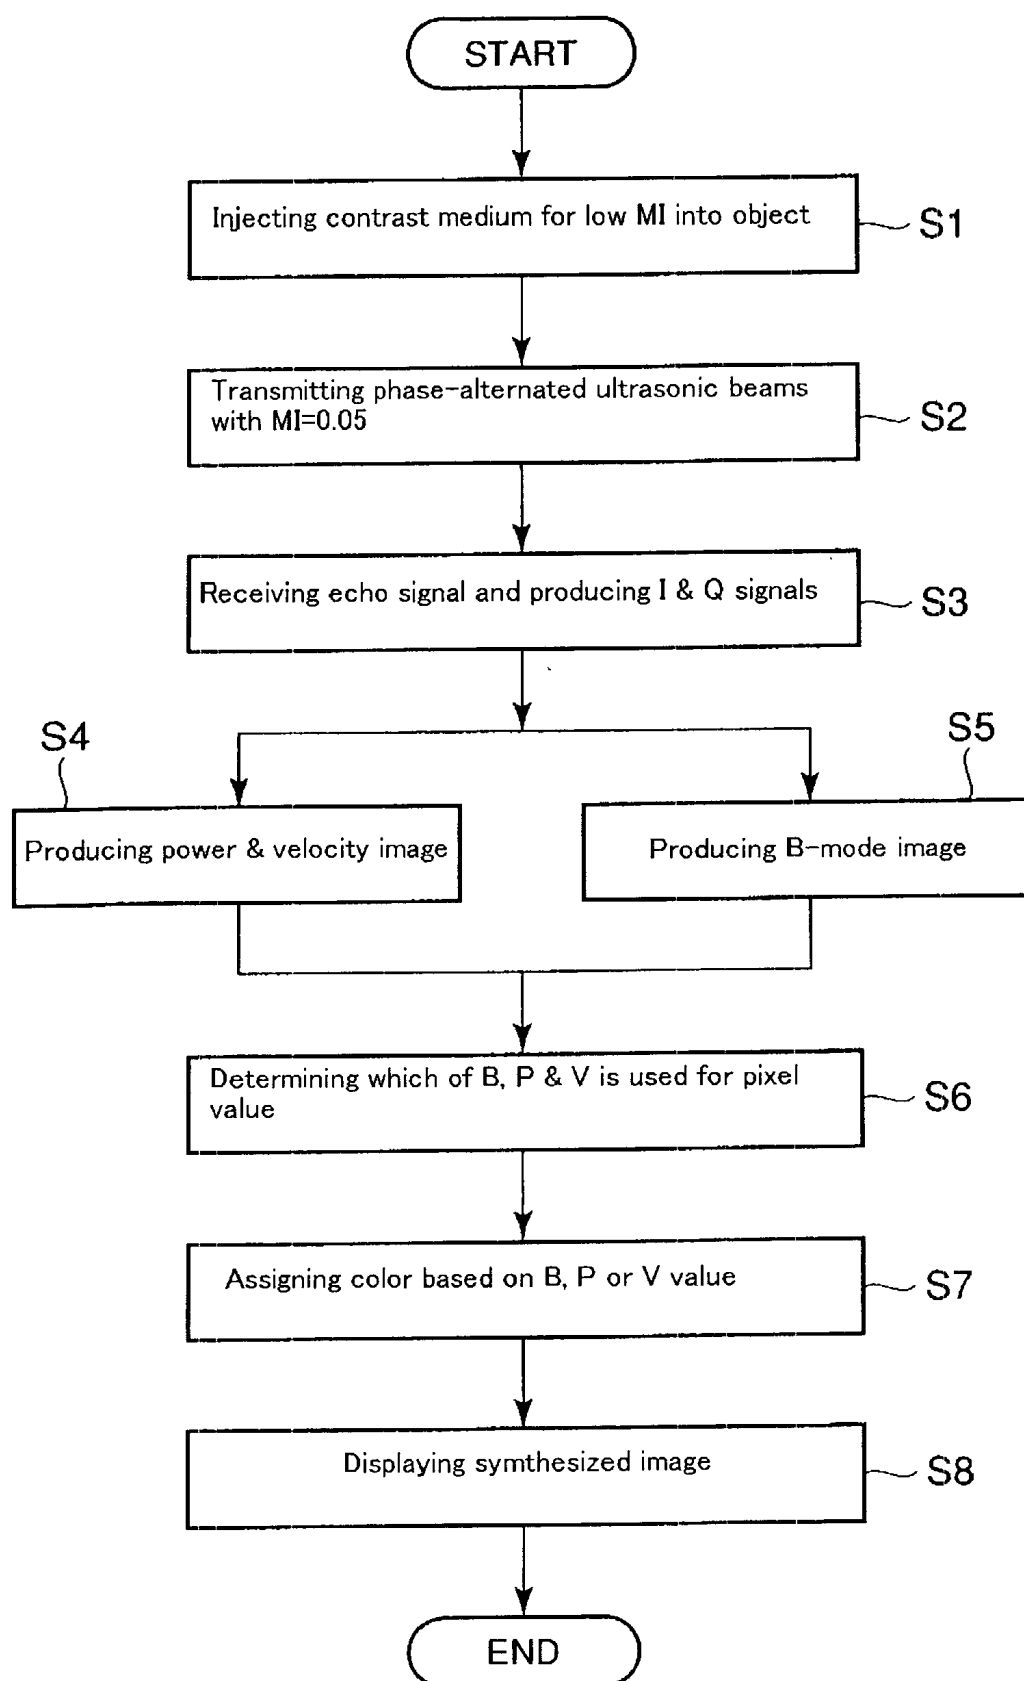 START
Injecting contrast medium for low MI into object
S1
Transmitting phase-alternated ultrasonic beams
with MI=0.05
S2
Receiving echo signal and producing I & Q signals
S3
S4
S5
Producing power & velocity image
Producing B-mode image
Determining which of B, P & V is used for pixel
value
S6
Assigning color based on B, P or V value
S7
Displaying symthesized image
S8
END